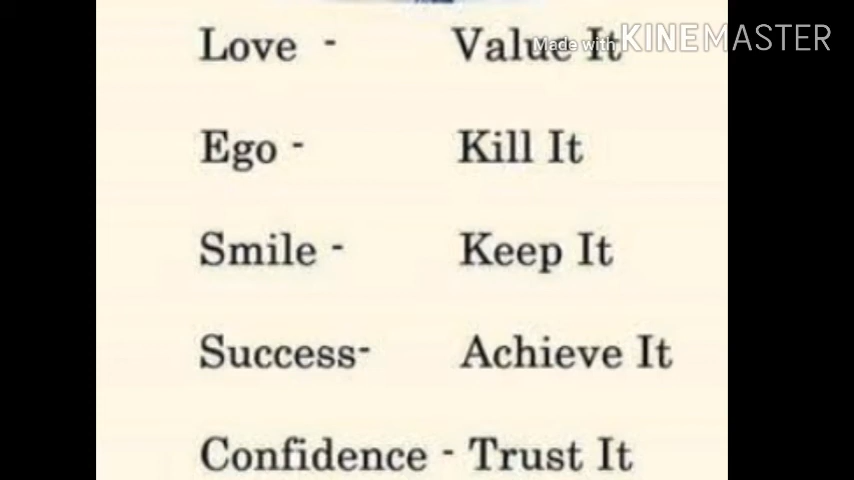 Love - Value It
Made with KINEMASTER
Ego - Kill It
Smile - Keep It
Success- Achieve It
Confidence - Trust It